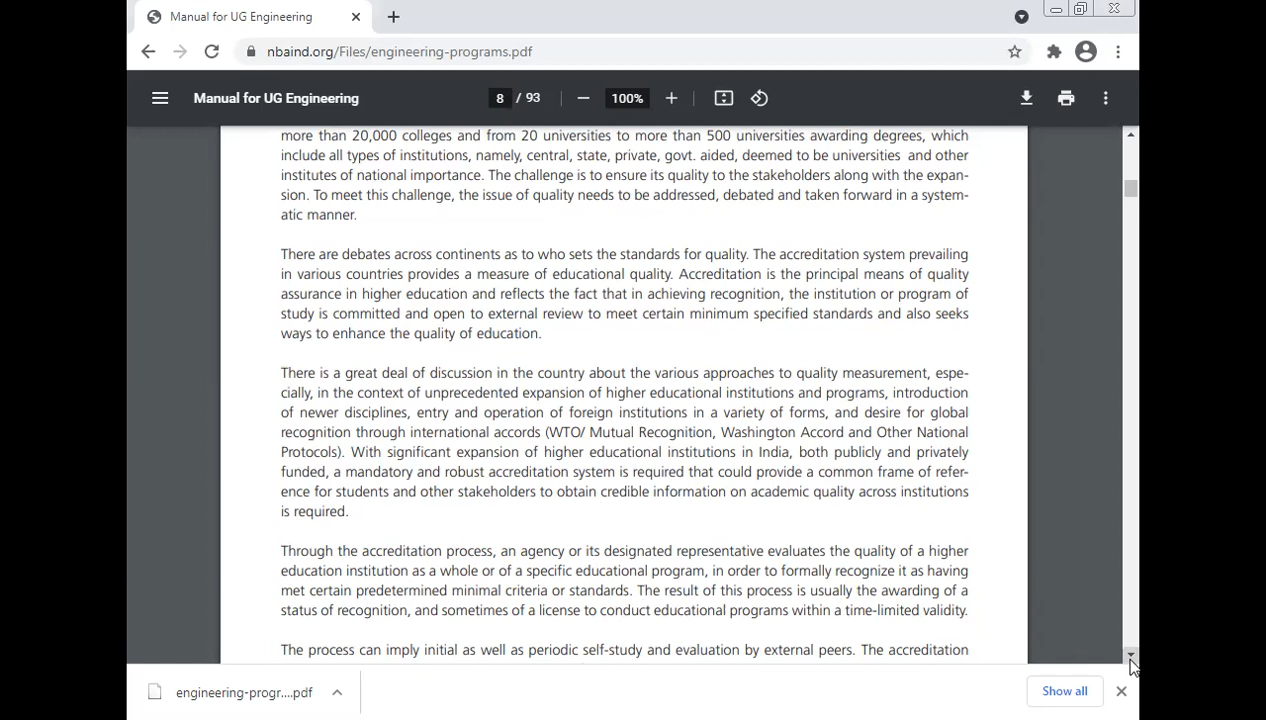 Manual for UG Engineering
nbaind.org/Files/engineering-programs.pdf
Manual for UG Engineering
8 / 93
100%
more than 20,000 colleges and from 20 universities to more than 500 universities awarding degrees, which
include all types of institutions, namely, central, state, private, govt. aided, deemed to be universities and other
institutes of national importance. The challenge is to ensure its quality to the stakeholders along with the expan-
sion. To meet this challenge, the issue of quality needs to be addressed, debated and taken forward in a system-
atic manner.
There are debates across continents as to who sets the standards for quality. The accreditation system prevailing
in various countries provides a measure of educational quality. Accreditation is the principal means of quality
assurance in higher education and reflects the fact that in achieving recognition, the institution or program of
study is committed and open to external review to meet certain minimum specified standards and also seeks
ways to enhance the quality of education.
There is a great deal of discussion in the country about the various approaches to quality measurement, espe-
cially, in the context of unprecedented expansion of higher educational institutions and programs, introduction
of newer disciplines, entry and operation of foreign institutions in a variety of forms, and desire for global
recognition through international accords (WTO/ Mutual Recognition, Washington Accord and Other National
Protocols). With significant expansion of higher educational institutions in India, both publicly and privately
funded, a mandatory and robust accreditation system is required that could provide a common frame of refer-
ence for students and other stakeholders to obtain credible information on academic quality across institutions
is required.
Through the accreditation process, an agency or its designated representative evaluates the quality of a higher
education institution as a whole or of a specific educational program, in order to formally recognize it as having
met certain predetermined minimal criteria or standards. The result of this process is usually the awarding of a
status of recognition, and sometimes of a license to conduct educational programs within a time-limited validity.
The process can imply initial as well as periodic self-study and evaluation by external peers. The accreditation
engineering-progr....pdf
Show all